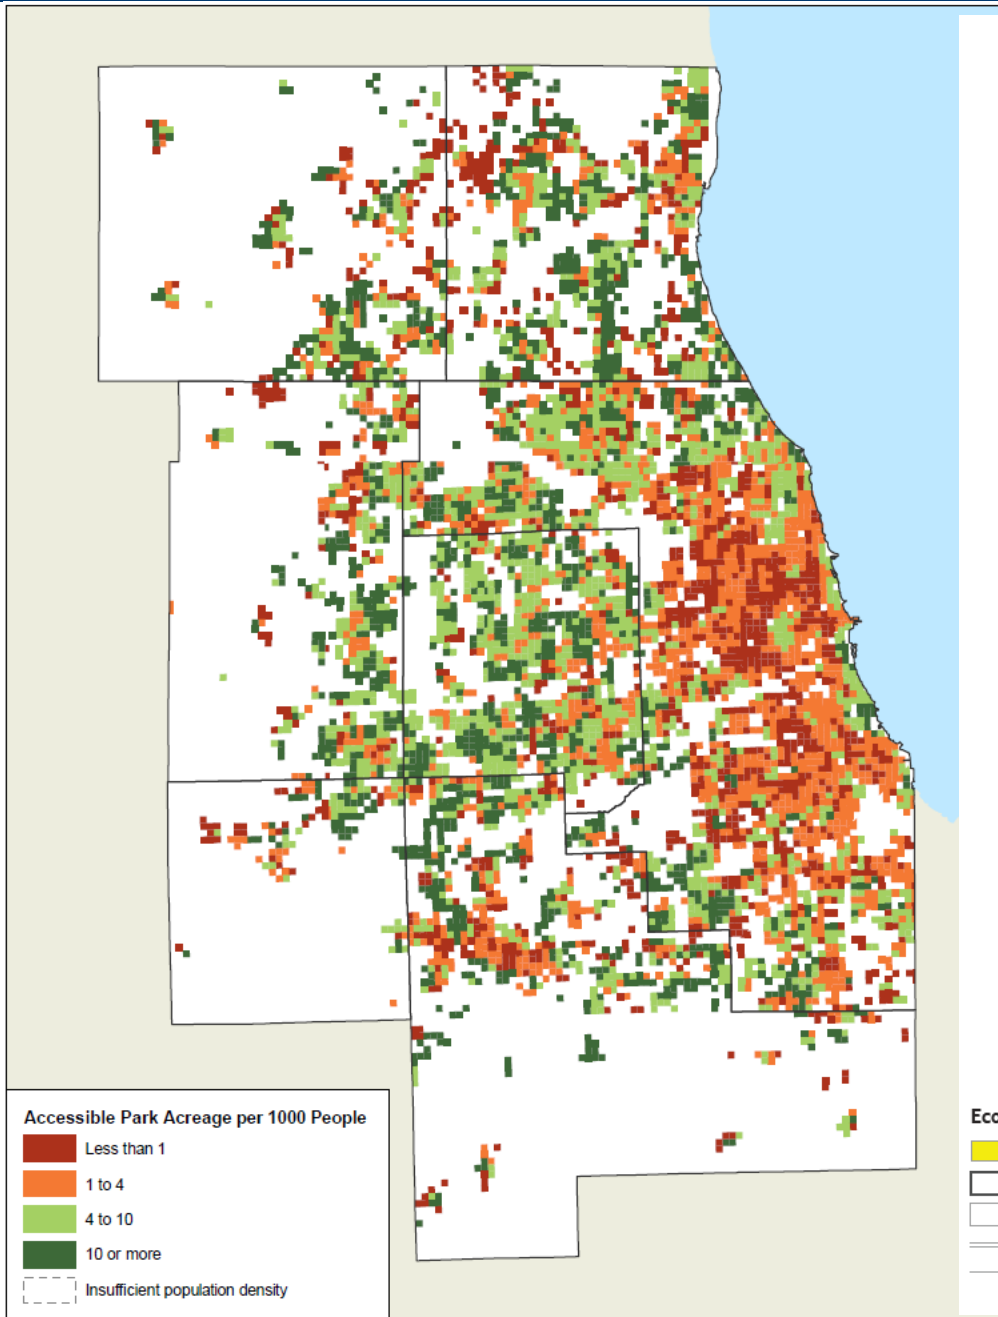 Accessible Park Acreage per 1000 People
Less than 1
1 to 4
4 to 10
10 or more
Insufficient population density
Eco